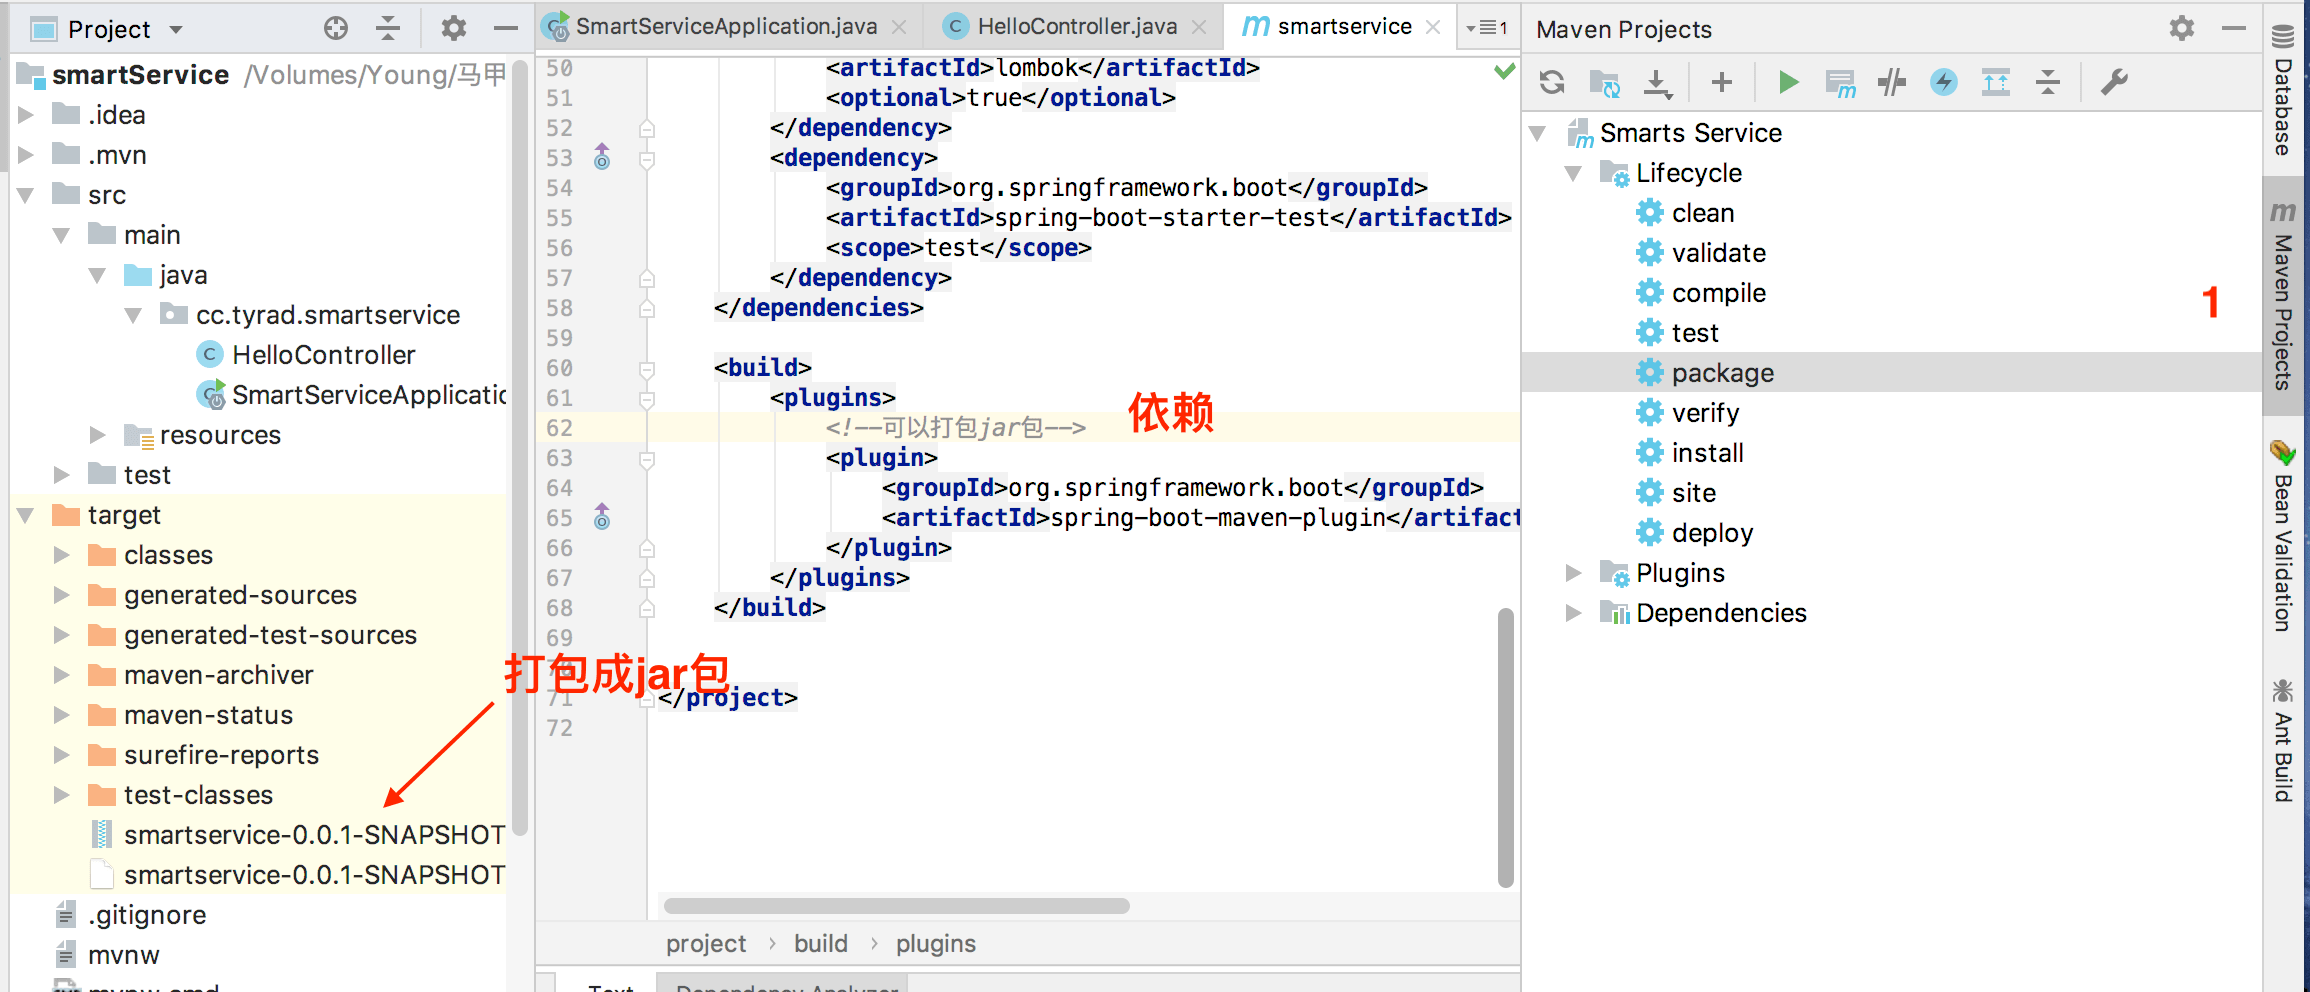 Project
smartService /Volumes/Young/马甲
.idea
.mvn
src
main
java
cc.tyrad.smartservice
HelloController
SmartServiceApplicatio
resources
test
target
classes
generated-sources
generated-test-sources
maven-archiver
maven-status
surefire-reports
test-classes
smartservice-0.0.1-SNAPSHOT
smartservice-0.0.1-SNAPSHOT
.gitignore
mvnw
mvnw.cmd
打包成jar包
SmartServiceApplication.java
HelloController.java
smartservice
1
50 <artifactId>lombok</artifactId>
51 <optional>true</optional>
52 </dependency>
53 <dependency>
54 <groupId>org.springframework.boot</groupId>
55 <artifactId>spring-boot-starter-test</artifactId>
56 <scope>test</scope>
57 </dependency>
58 </dependencies>
59
60 <build>
61 <plugins>
62 <!--可以打包jar包-->
依赖
63 <plugin>
64 <groupId>org.springframework.boot</groupId>
65 <artifactId>spring-boot-maven-plugin</artifact
66 </plugin>
67 </plugins>
68 </build>
69
71 </project>
72
project › build › plugins
Text
Dependency Analyzer
Maven Projects
Smarts Service
Lifecycle
clean
validate
compile
test
package
verify
install
site
deploy
Plugins
Dependencies
1
Database
Maven Projects
Bean Validation
Ant Build